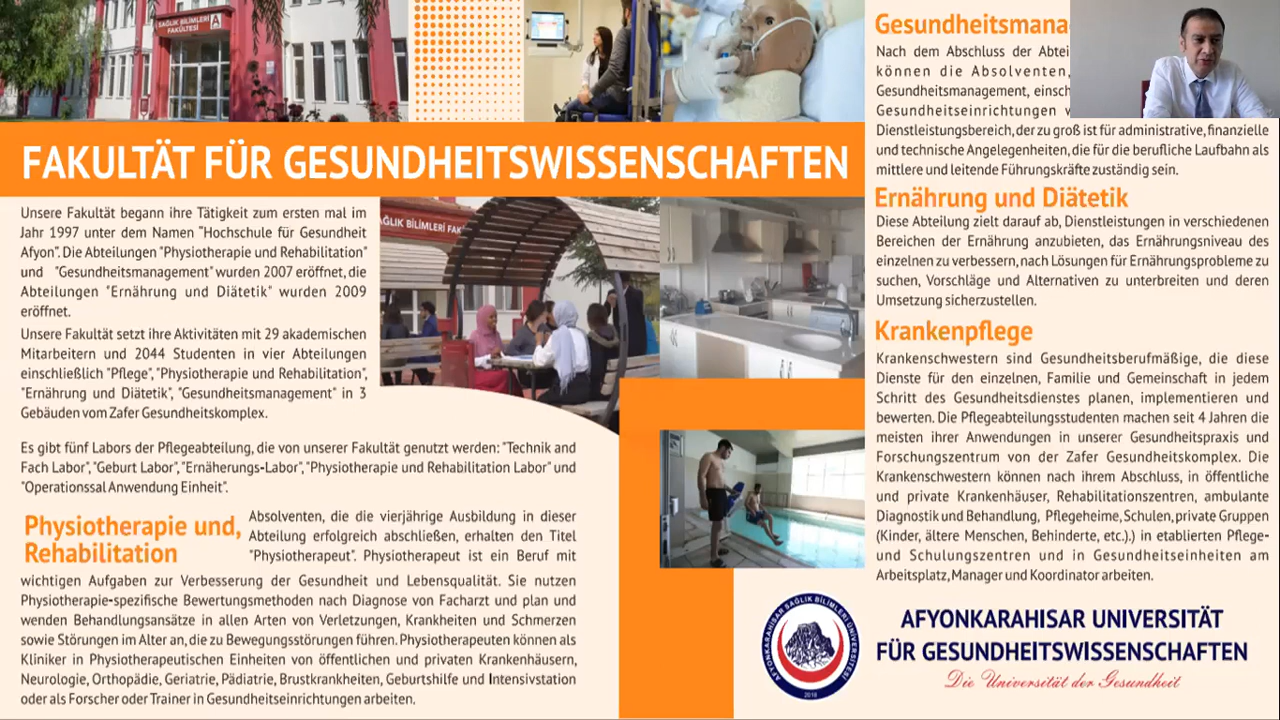 SAĞLIK BİLİMLERİ
FAKÜLTESİ
A
FAKULTÄT FÜR GESUNDHEITSWISSENSCHAFTEN
Unsere Fakultät begann ihre Tätigkeit zum ersten mal im
Jahr 1997 unter dem Namen "Hochschule für Gesundheit
Afyon". Die Abteilungen "Physiotherapie und Rehabilitation"
und "Gesundheitsmanagement" wurden 2007 eröffnet, die
Abteilungen "Ernährung und Diätetik" wurden 2009
eröffnet.
Unsere Fakultät setzt ihre Aktivitäten mit 29 akademischen
Mitarbeitern und 2044 Studenten in vier Abteilungen
einschließlich "Pflege", "Physiotherapie und Rehabilitation",
"Ernährung und Diätetik", "Gesundheitsmanagement" in 3
Gebäuden vom Zafer Gesundheitskomplex.
AĞLIK BİLİMLERİ FAK
Es gibt fünf Labors der Pflegeabteilung, die von unserer Fakultät genutzt werden: "Technik and
Fach Labor", "Geburt Labor", "Ernäherungs-Labor", "Physiotherapie und Rehabilitation Labor" und
"Operationssal Anwendung Einheit".
Physiotherapie und,
Rehabilitation
Absolventen, die die vierjährige Ausbildung in dieser
Abteilung erfolgreich abschließen, erhalten den Titel
"Physiotherapeut". Physiotherapeut ist ein Beruf mit
wichtigen Aufgaben zur Verbesserung der Gesundheit und Lebensqualität. Sie nutzen
Physiotherapie-spezifische Bewertungsmethoden nach Diagnose von Facharzt und plan und
wenden Behandlungsansätze in allen Arten von Verletzungen, Krankheiten und Schmerzen
sowie Störungen im Alter an, die zu Bewegungsstörungen führen. Physiotherapeuten können als
Kliniker in Physiotherapeutischen Einheiten von öffentlichen und privaten Krankenhäusern,
Neurologie, Ortropädie, Geriatrie, Pädiatrie, Brustkrankheiten, Geburtshilfe und Intensivstation
oder als Forscher oder Trainer in Gesundheitseinrichtungen arbeiten.
Gesundheitsmana
Nach dem Abschluss der Abtei
können die Absolventen,
Gesundheitsmanagement, einsch
Gesundheitseinrichtungen
Dienstleistungsbereich, der zu groß ist für administrative, finanzielle
und technische Angelegenheiten, die für die berufliche Laufbahn als
mittlere und leitende Führungskräfte zuständig sein.
Ernährung und Diätetik
Diese Abteilung zielt darauf ab, Dienstleistungen in verschiedenen
Bereichen der Ernährung anzubieten, das Ernährungsniveau des
einzelnen zu verbessern, nach Lösungen für Ernährungsprobleme zu
suchen, Vorschläge und Alternativen zu unterbreiten und deren
Umsetzung sicherzustellen.
Krankenpflege
Krankenschwestern sind Gesundheitsberufmäßige, die diese
Dienste für den einzelnen, Familie und Gemeinschaft in jedem
Schritt des Gesundheitsdienstes planen, implementieren und
bewerten. Die Pflegeabteilungsstudenten machen seit 4 Jahren die
meisten ihrer Anwendungen in unserer Gesundheitspraxis und
Forschungszentrum von der Zafer Gesundheitskomplex. Die
Krankenschwestern können nach ihrem Abschluss, in öffentliche
und private Krankenhäuser, Rehabilitationszentren, ambulante
Diagnostik und Behandlung, Pflegeheime, Schulen, private Gruppen
(Kinder, ältere Menschen, Behinderte, etc.).) in etablierten Pflege-
und Schulungszentren und in Gesundheitseinheiten am
Arbeitsplatz, Manager und Koordinator arbeiten.
AFYONKARAHİSAR SAĞLIK BİLİMLERİ ÜNİVERSİTESİ
2018
AFYONKARAHISAR UNIVERSITÄT
FÜR GESUNDHEITSWISSENSCHAFTEN
Die Universität der Gesundheit